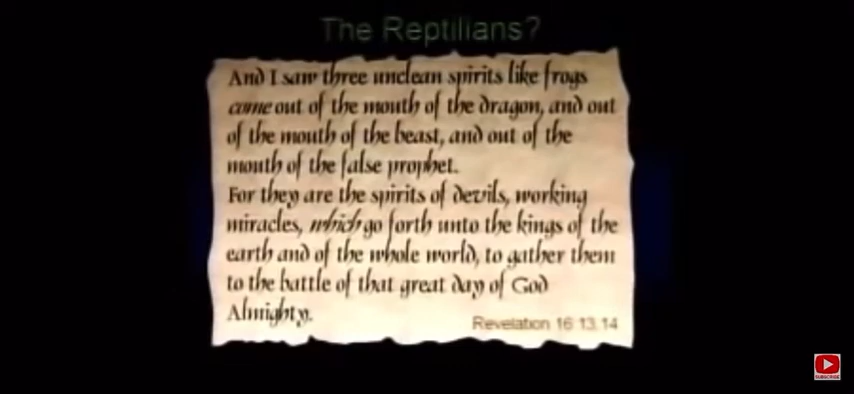 The Reptilians?
And I saw three unclean spirits like frogs
come out of the mouth of the dragon, and out
of the mouth of the beast, and out of the
mouth of the false prophet.
For they are the spirits of devils, working
miracles, which go forth unto the kings of the
earth and of the whole world, to gather them
to the battle of that great day of God
Almighty.
Revelation 16 13,14
SUBSCRIBE